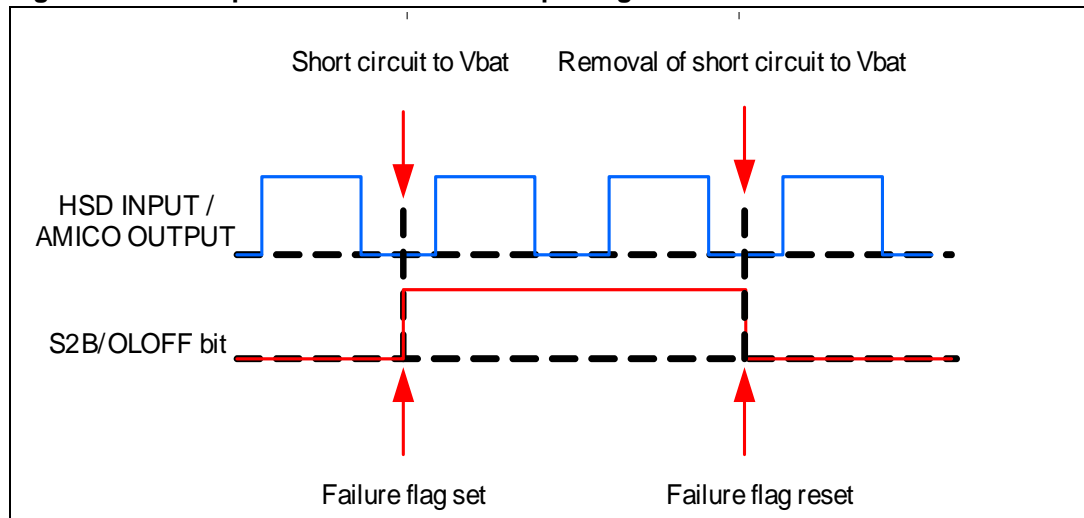 Short circuit to Vbat
Removal of short circuit to Vbat
HSD INPUT /
AMICO OUTPUT
S2B/OLOFF bit
Failure flag set
Failure flag reset